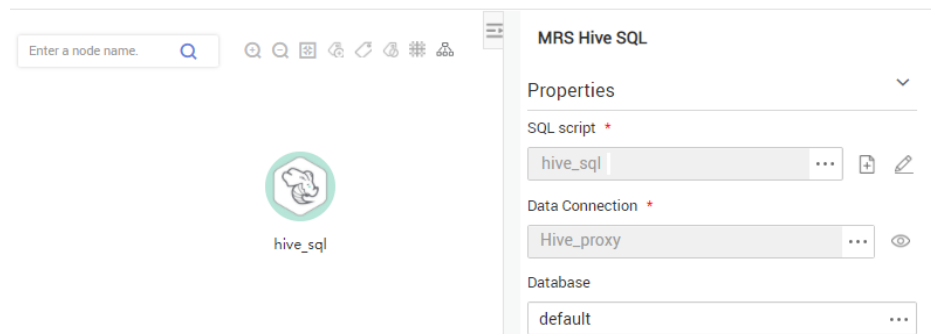 Enter a node name.
hive_sql
MRS Hive SQL
Properties
SQL script *
hive_sql
Data Connection *
Hive_proxy
Database
default